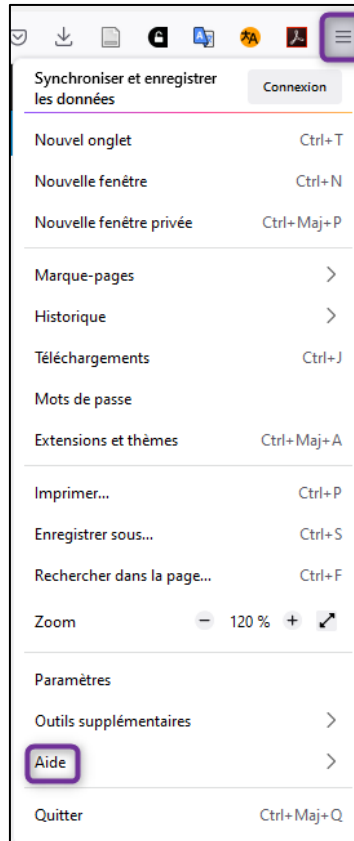 Synchroniser et enregistrer
les données
Connexion
Nouvel onglet Ctrl+T
Nouvelle fenêtre Ctrl+N
Nouvelle fenêtre privée Ctrl+Maj+P
Marque-pages
Historique
Téléchargements Ctrl+J
Mots de passe
Extensions et thèmes Ctrl+Maj+A
Imprimer... Ctrl+P
Enregistrer sous... Ctrl+S
Rechercher dans la page... Ctrl+F
Zoom − 120 % +
Paramètres
Outils supplémentaires
Aide
Quitter Ctrl+Maj+Q